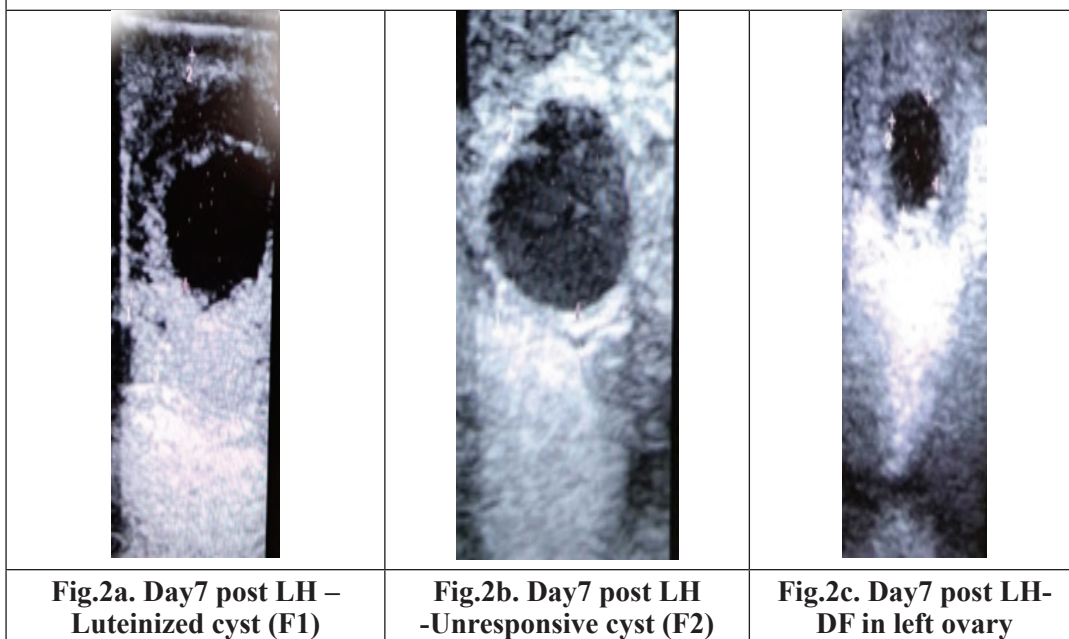 Fig.2a. Day7 post LH –
Luteinized cyst (F1)
Fig.2b. Day7 post LH
-Unresponsive cyst (F2)
Fig.2c. Day7 post LH-
DF in left ovary